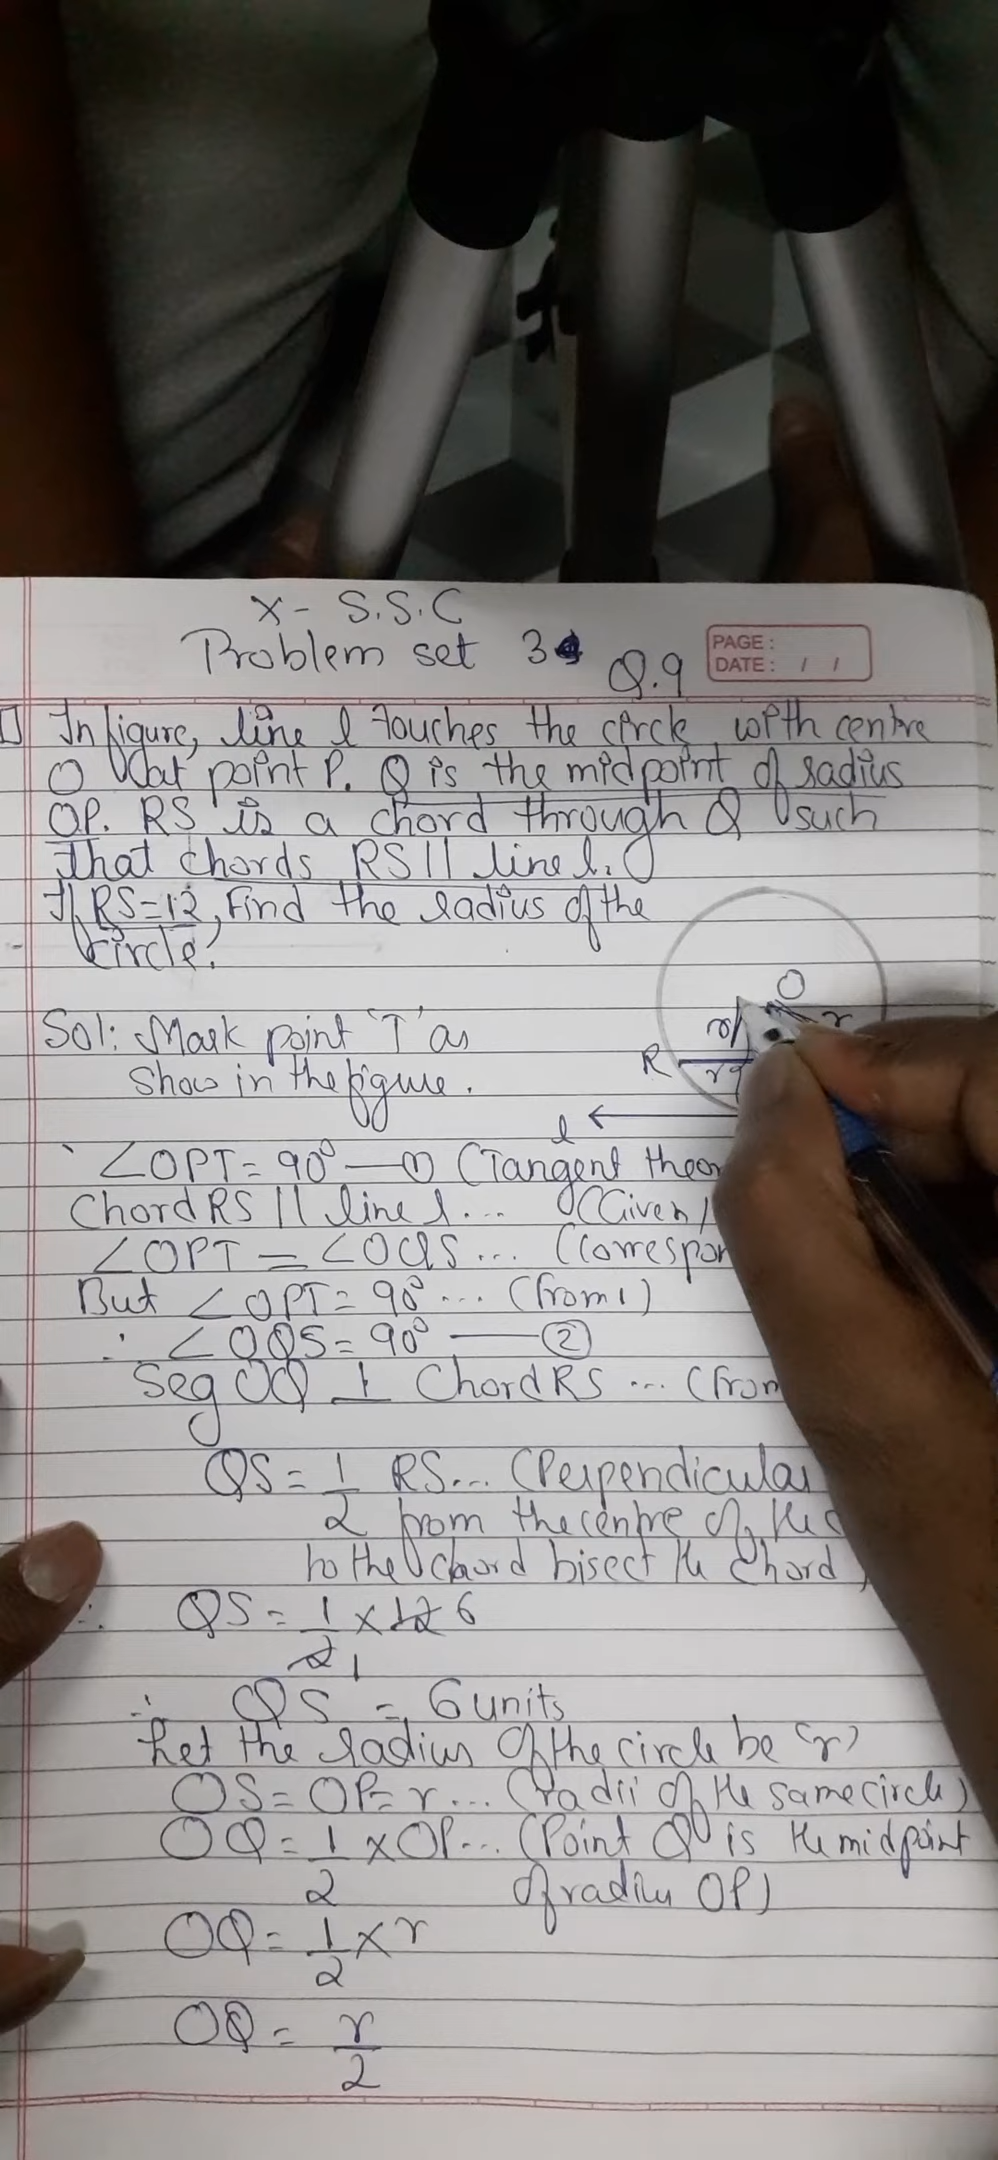 X- S.S.C
Problem set 3
Q.9
PAGE :
DATE : / /
In figure, line l touches the circle with centre
O at point P. Q is the midpoint of radius
OP. RS is a chord through Q such
that chords RS || line l.
If RS=12, Find the radius of the
circle?
Sol: Mark point 'T' as
Show in the figure.
O
r
r/
R
l
∠OPT = 90° — ① (Tangent
Chord RS || line l... (Given)
∠OPT = ∠OQS...
But ∠OPT = 90°... (from 1)
∴ ∠OQS = 90° — ②
Seg OQ ⊥ Chord RS ... (from
QS = 1/2 RS... (Perpendicular
from the centre of the
to the chord bisect the chord)
∴ QS = 1/2 x 12 6
1
∴ QS = 6 units
Let the radius of the circle be 'r'
OS = OP = r... (radii of the same circle)
OQ = 1/2 x OP... (Point Q is the midpoint
of radius OP)
OQ = 1/2 x r
OQ = r/2